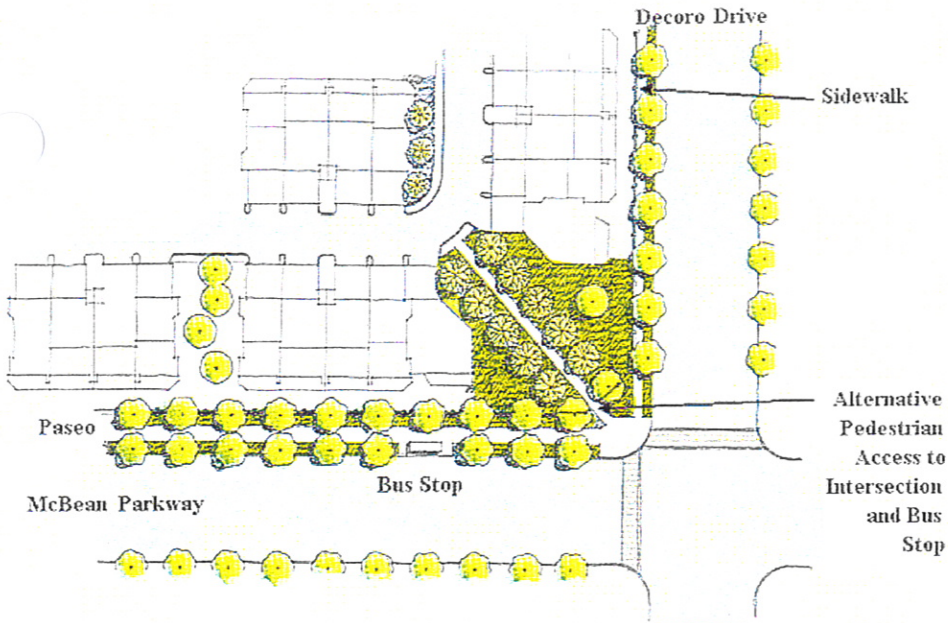 Decoro Drive
Sidewalk
Alternative
Pedestrian
Access to
Intersection
and Bus
Stop
Paseo
Bus Stop
McBean Parkway